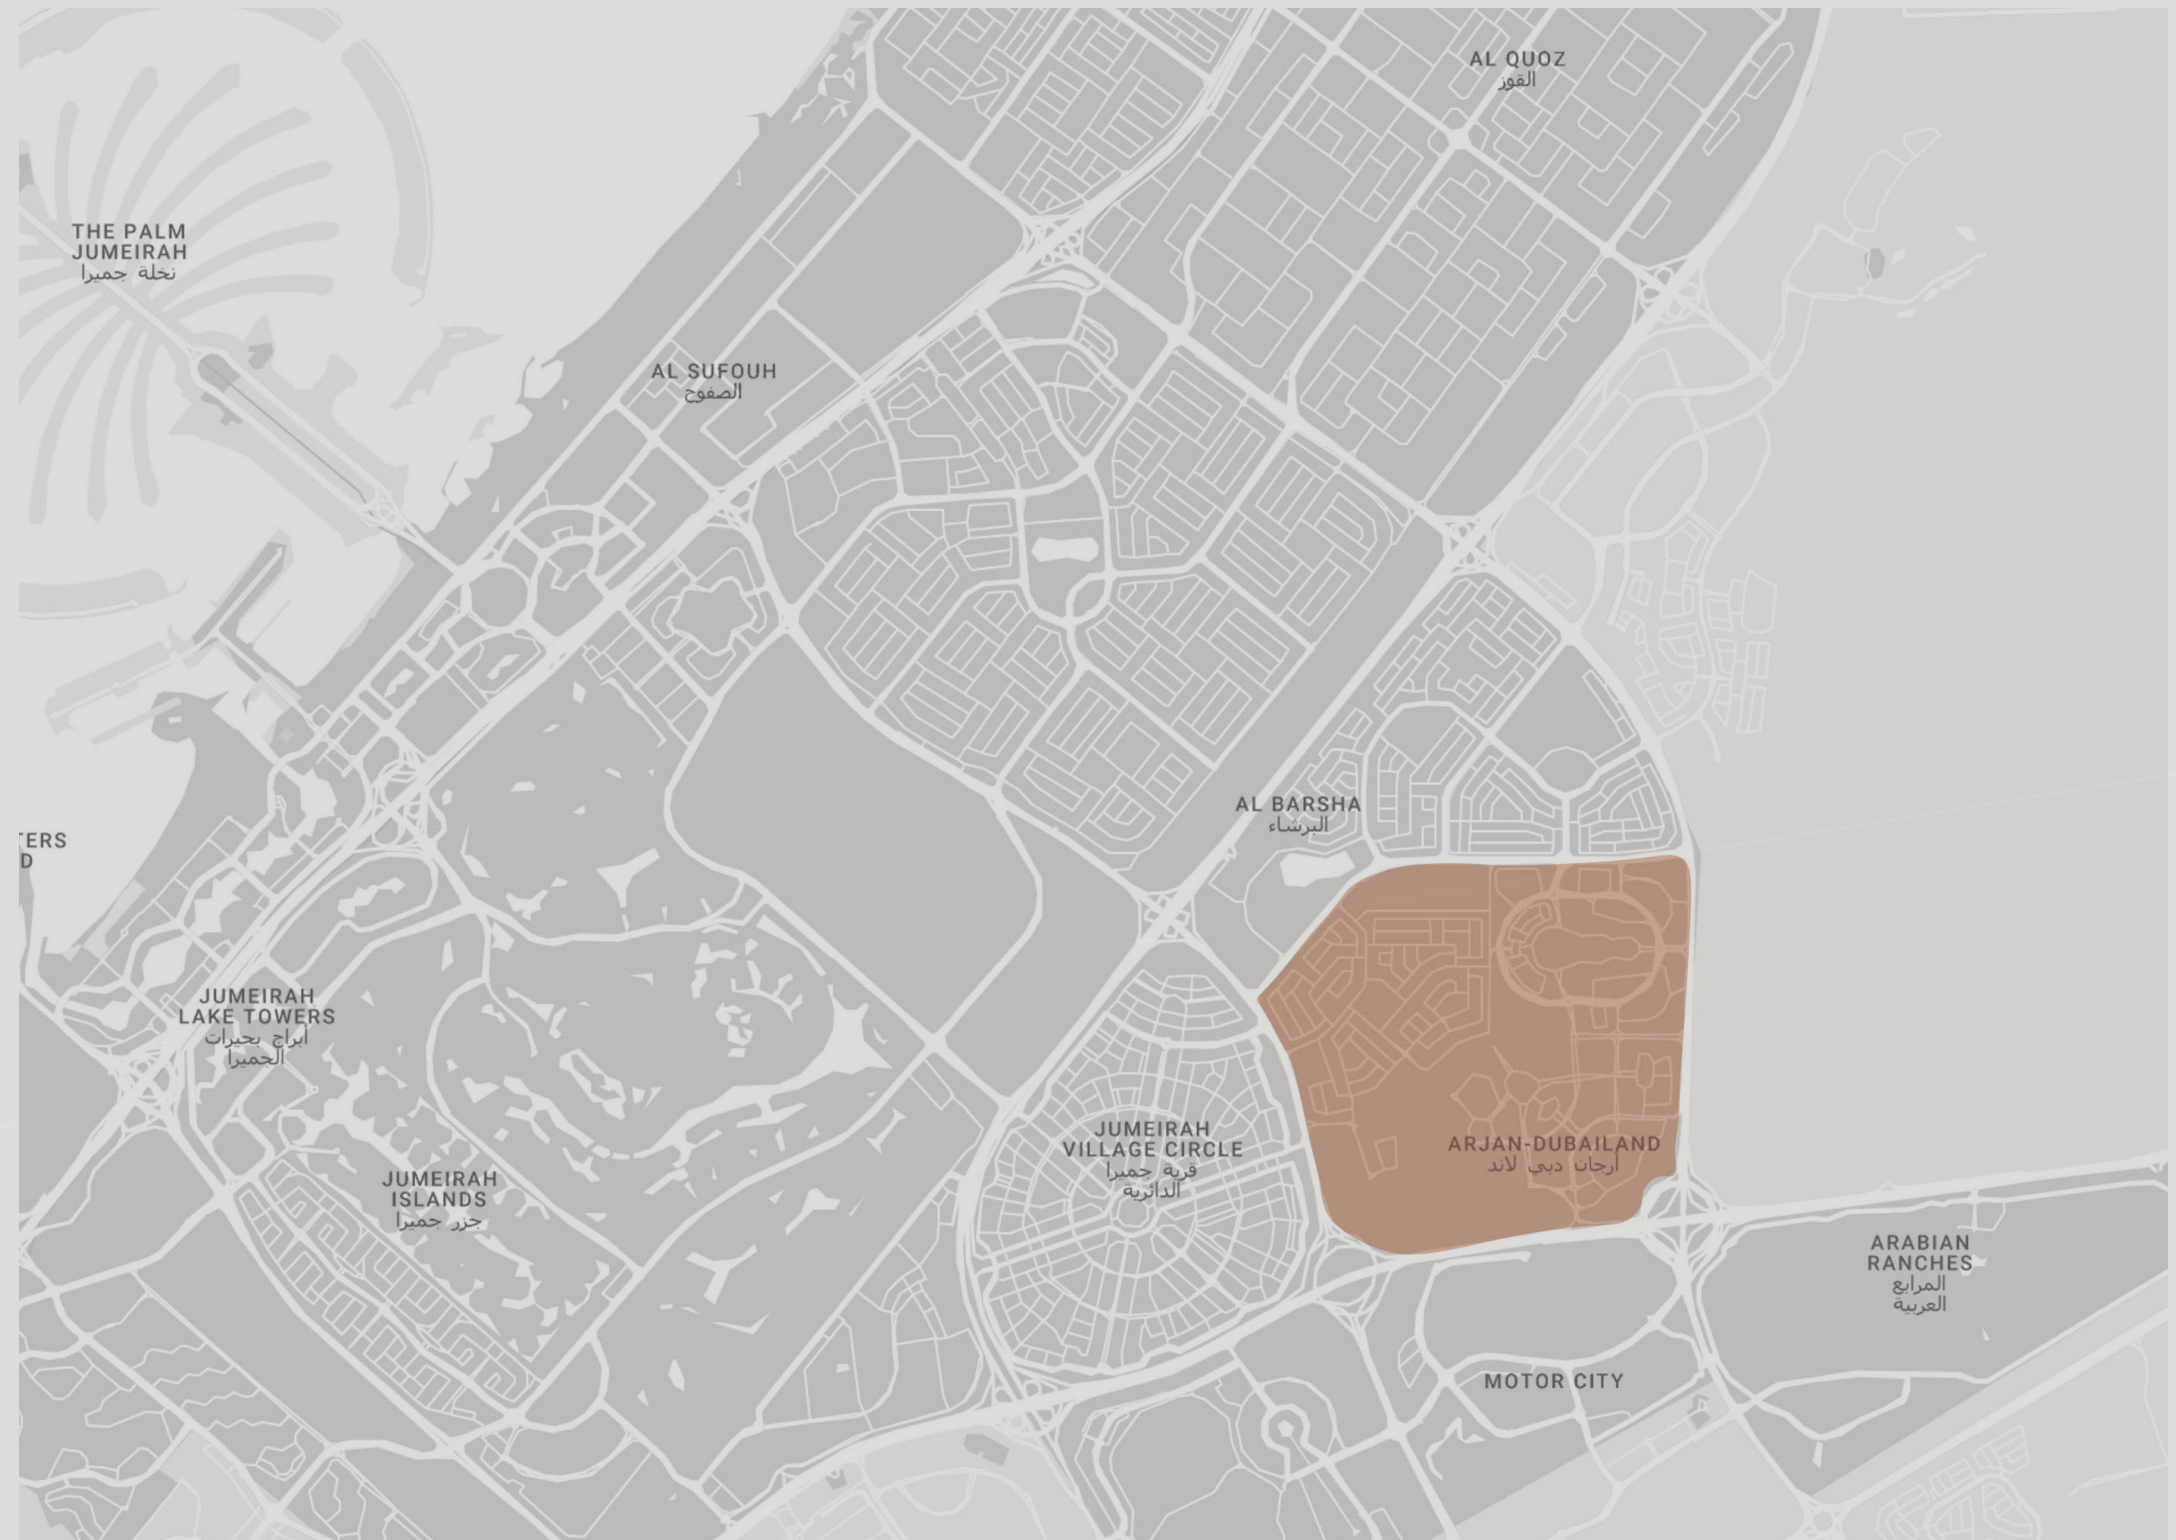 AL QUOZ
القوز
THE PALM
JUMEIRAH
نخلة جميرا
AL SUFOUH
الصفوح
AL BARSHA
البرشاء
TERS
D
JUMEIRAH
LAKE TOWERS
أبراج بحيرات
الجميرا
JUMEIRAH
VILLAGE CIRCLE
قرية جميرا
الدائرية
ARJAN-DUBAILAND
أرجان دبي لاند
JUMEIRAH
ISLANDS
جزر جميرا
ARABIAN
RANCHES
المرابع
العربية
MOTOR CITY